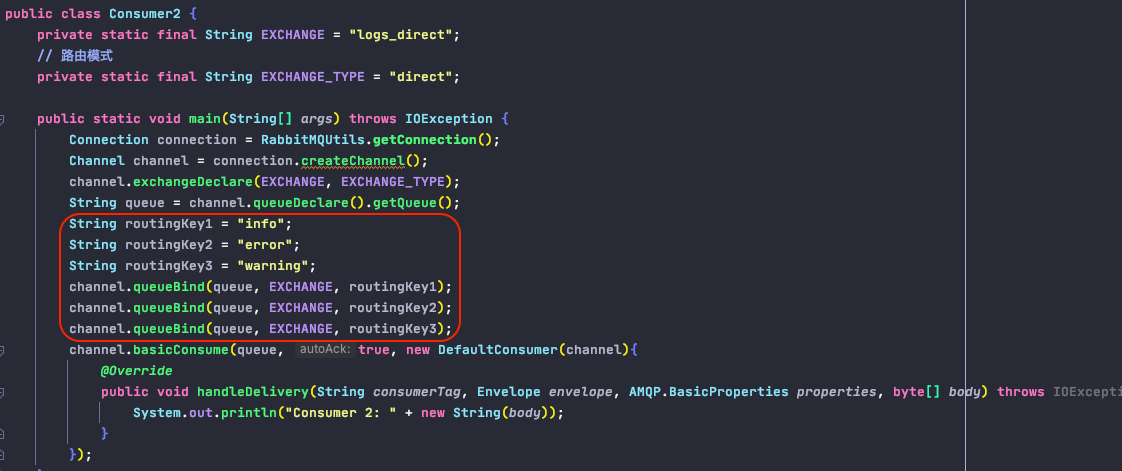 public class Consumer2 {
    private static final String EXCHANGE = "logs_direct";
    // 路由模式
    private static final String EXCHANGE_TYPE = "direct";
    public static void main(String[] args) throws IOException {
        Connection connection = RabbitMQUtils.getConnection();
        Channel channel = connection.createChannel();
        channel.exchangeDeclare(EXCHANGE, EXCHANGE_TYPE);
        String queue = channel.queueDeclare().getQueue();
        String routingKey1 = "info";
        String routingKey2 = "error";
        String routingKey3 = "warning";
        channel.queueBind(queue, EXCHANGE, routingKey1);
        channel.queueBind(queue, EXCHANGE, routingKey2);
        channel.queueBind(queue, EXCHANGE, routingKey3);
        channel.basicConsume(queue, autoAck: true, new DefaultConsumer(channel){
            @Override
            public void handleDelivery(String consumerTag, Envelope envelope, AMQP.BasicProperties properties, byte[] body) throws IOExcepti
                System.out.println("Consumer 2: " + new String(body));
            }
        });